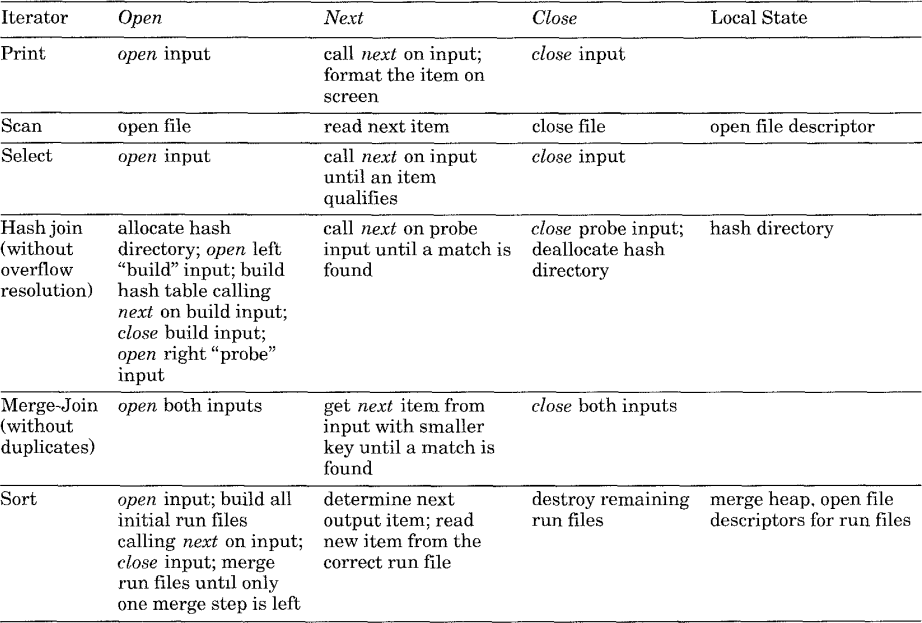 Iterator Open Next Close Local State
Print open input call next on input; close input
format the item on
screen
Scan open file read next item close file open file descriptor
Select open input call next on input close input
until an item
qualifies
Hash join allocate hash call next on probe close probe input; hash directory
(without directory; open left input until a match is deallocate hash
overflow “build” input; build found directory
resolution) hash table calling
next on build input;
close build input;
open right “probe”
input
Merge-Join open both inputs get next item from close both inputs
(without input with smaller
duplicates) key until a match is
found
Sort open input; build all determine next destroy remaining merge heap, open file
initial run files output item; read run files descriptors for run files
calling next on input; new item from the
close input; merge correct run file
run files until only
one merge step is left